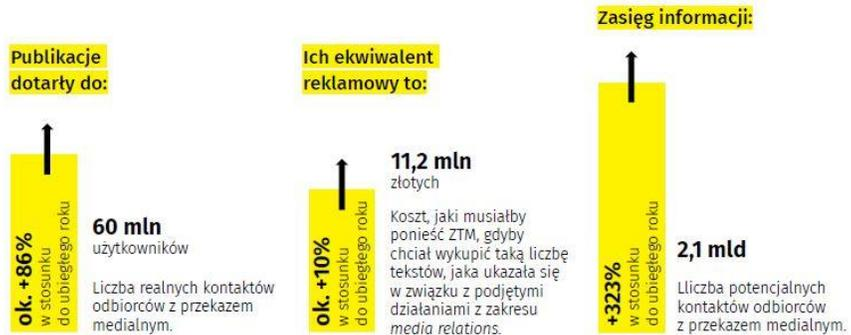 Publikacje
dotarły do:
ok. +86%
w stosunku
do ubiegłego roku
60 mln
użytkowników
Liczba realnych kontaktów
odbiorców z przekazem
medialnym.
Ich ekwiwalent
reklamowy to:
ok. +10%
w stosunku
do ubiegłego roku
11,2 mln
złotych
Koszt, jaki musiałby
ponieść ZTM, gdyby
chciał wykupić taką liczbę
tekstów, jaka ukazała się
w związku z podjętymi
działaniami z zakresu
media relations.
Zasięg informacji:
+323%
w stosunku
do ubiegłego roku
2,1 mld
Lliczba potencjalnych
kontaktów odbiorców
z przekazem medialnym.